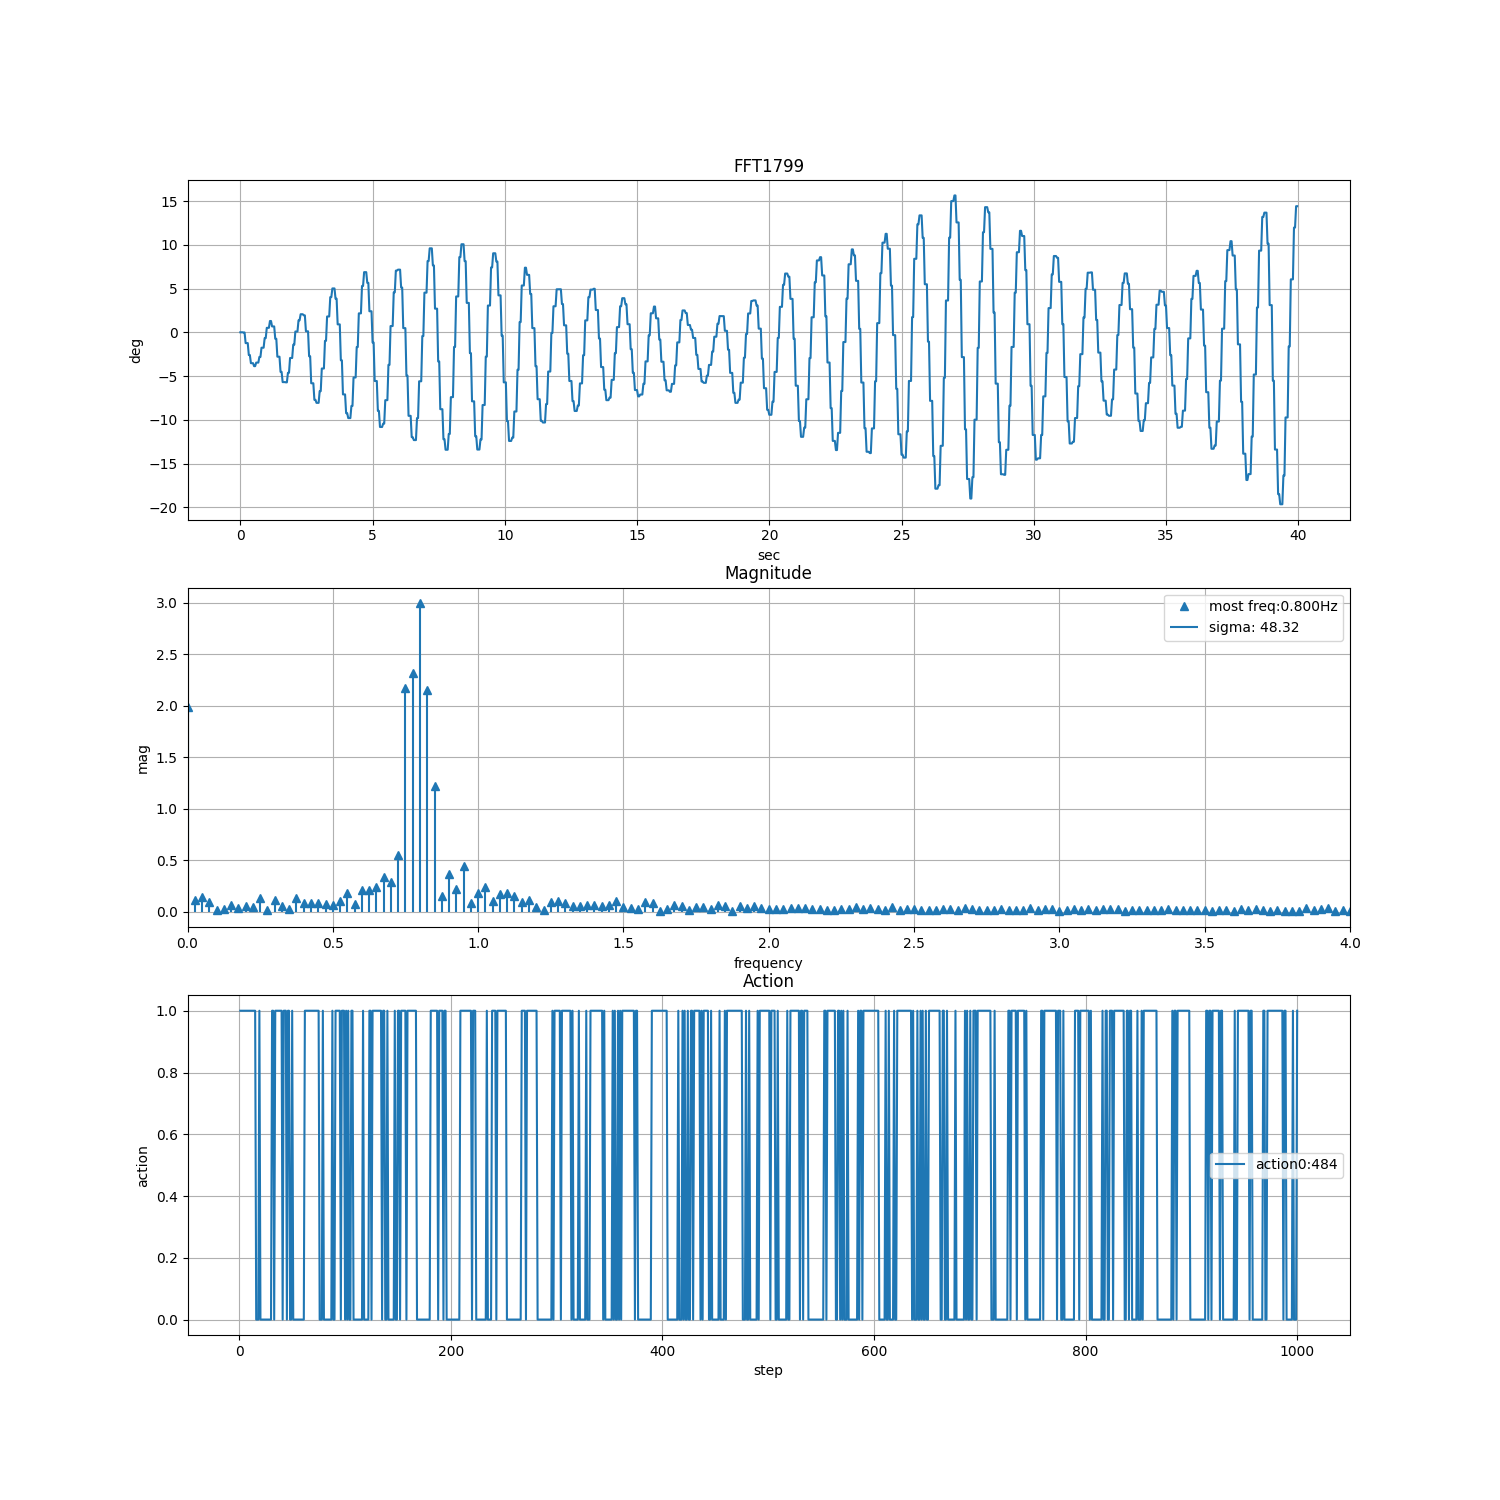 FFT1799
15
10
5
0
−5
−10
−15
−20
deg
0 5 10 15 20 25 30 35 40
sec
Magnitude
3.0
2.5
2.0
1.5
1.0
0.5
0.0
mag
most freq:0.800Hz
sigma: 48.32
0.0 0.5 1.0 1.5 2.0 2.5 3.0 3.5 4.0
frequency
Action
1.0
0.8
0.6
0.4
0.2
0.0
action
action0:484
0 200 400 600 800 1000
step